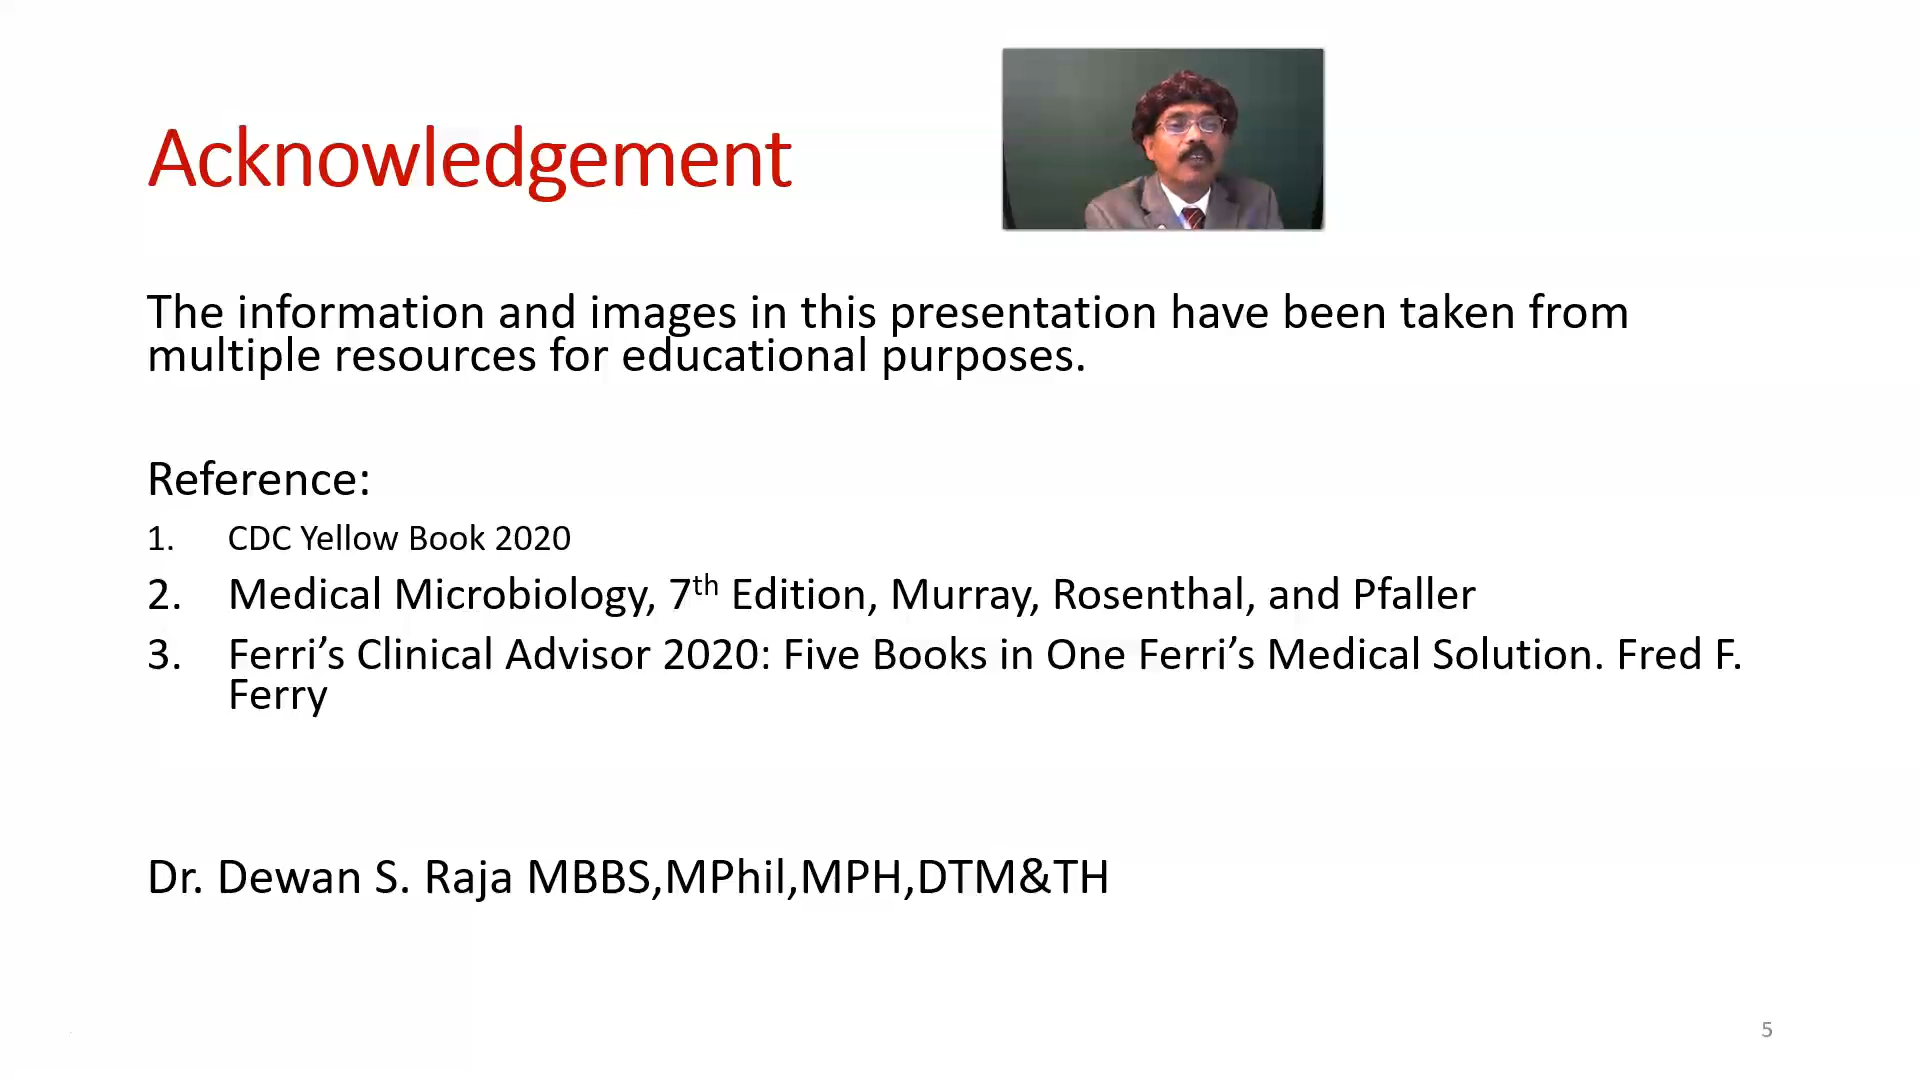 Acknowledgement
The information and images in this presentation have been taken from
multiple resources for educational purposes.
Reference:
1. CDC Yellow Book 2020
2. Medical Microbiology, 7th Edition, Murray, Rosenthal, and Pfaller
3. Ferri’s Clinical Advisor 2020: Five Books in One Ferri’s Medical Solution. Fred F.
Ferry
Dr. Dewan S. Raja MBBS,MPhil,MPH,DTM&TH
5